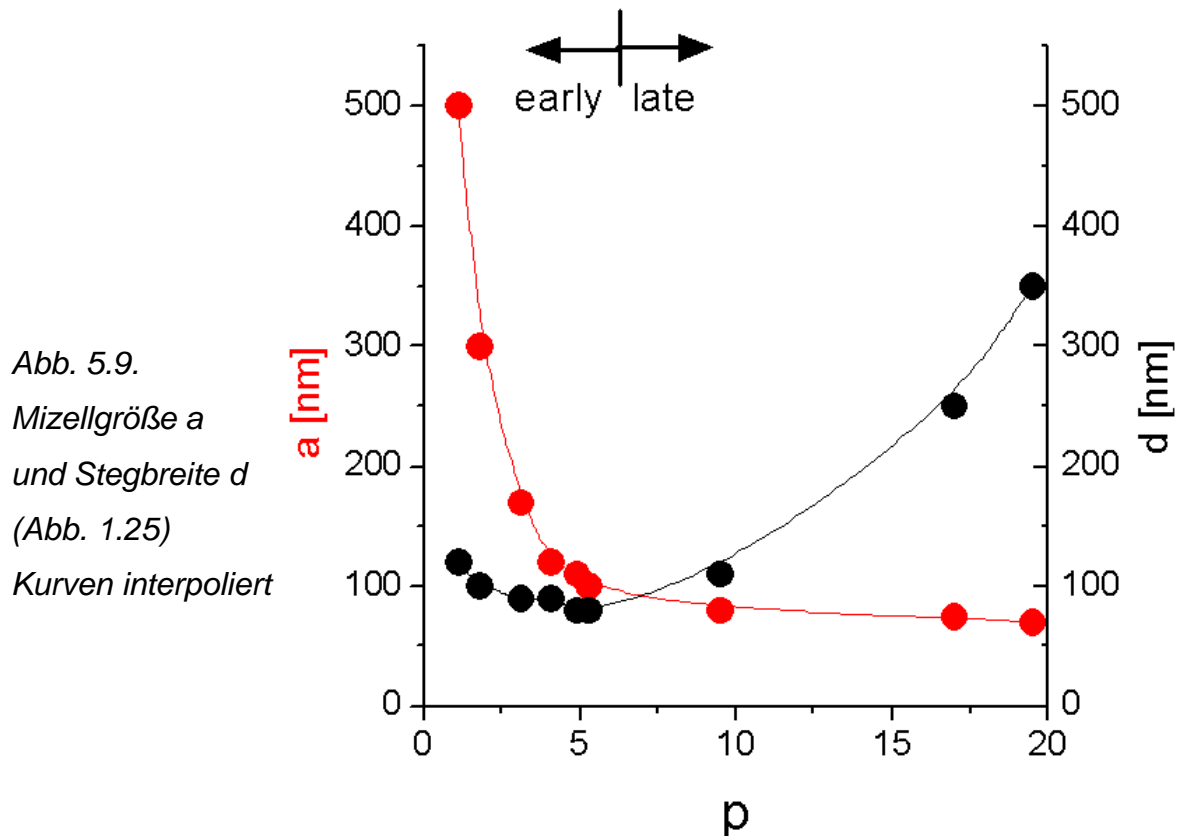 early late
500
400
300
200
100
0
a [nm]
500
400
300
200
100
0
d [nm]
0 5 10 15 20
p
Abb. 5.9.
Mizellgröße a
und Stegbreite d
(Abb. 1.25)
Kurven interpoliert